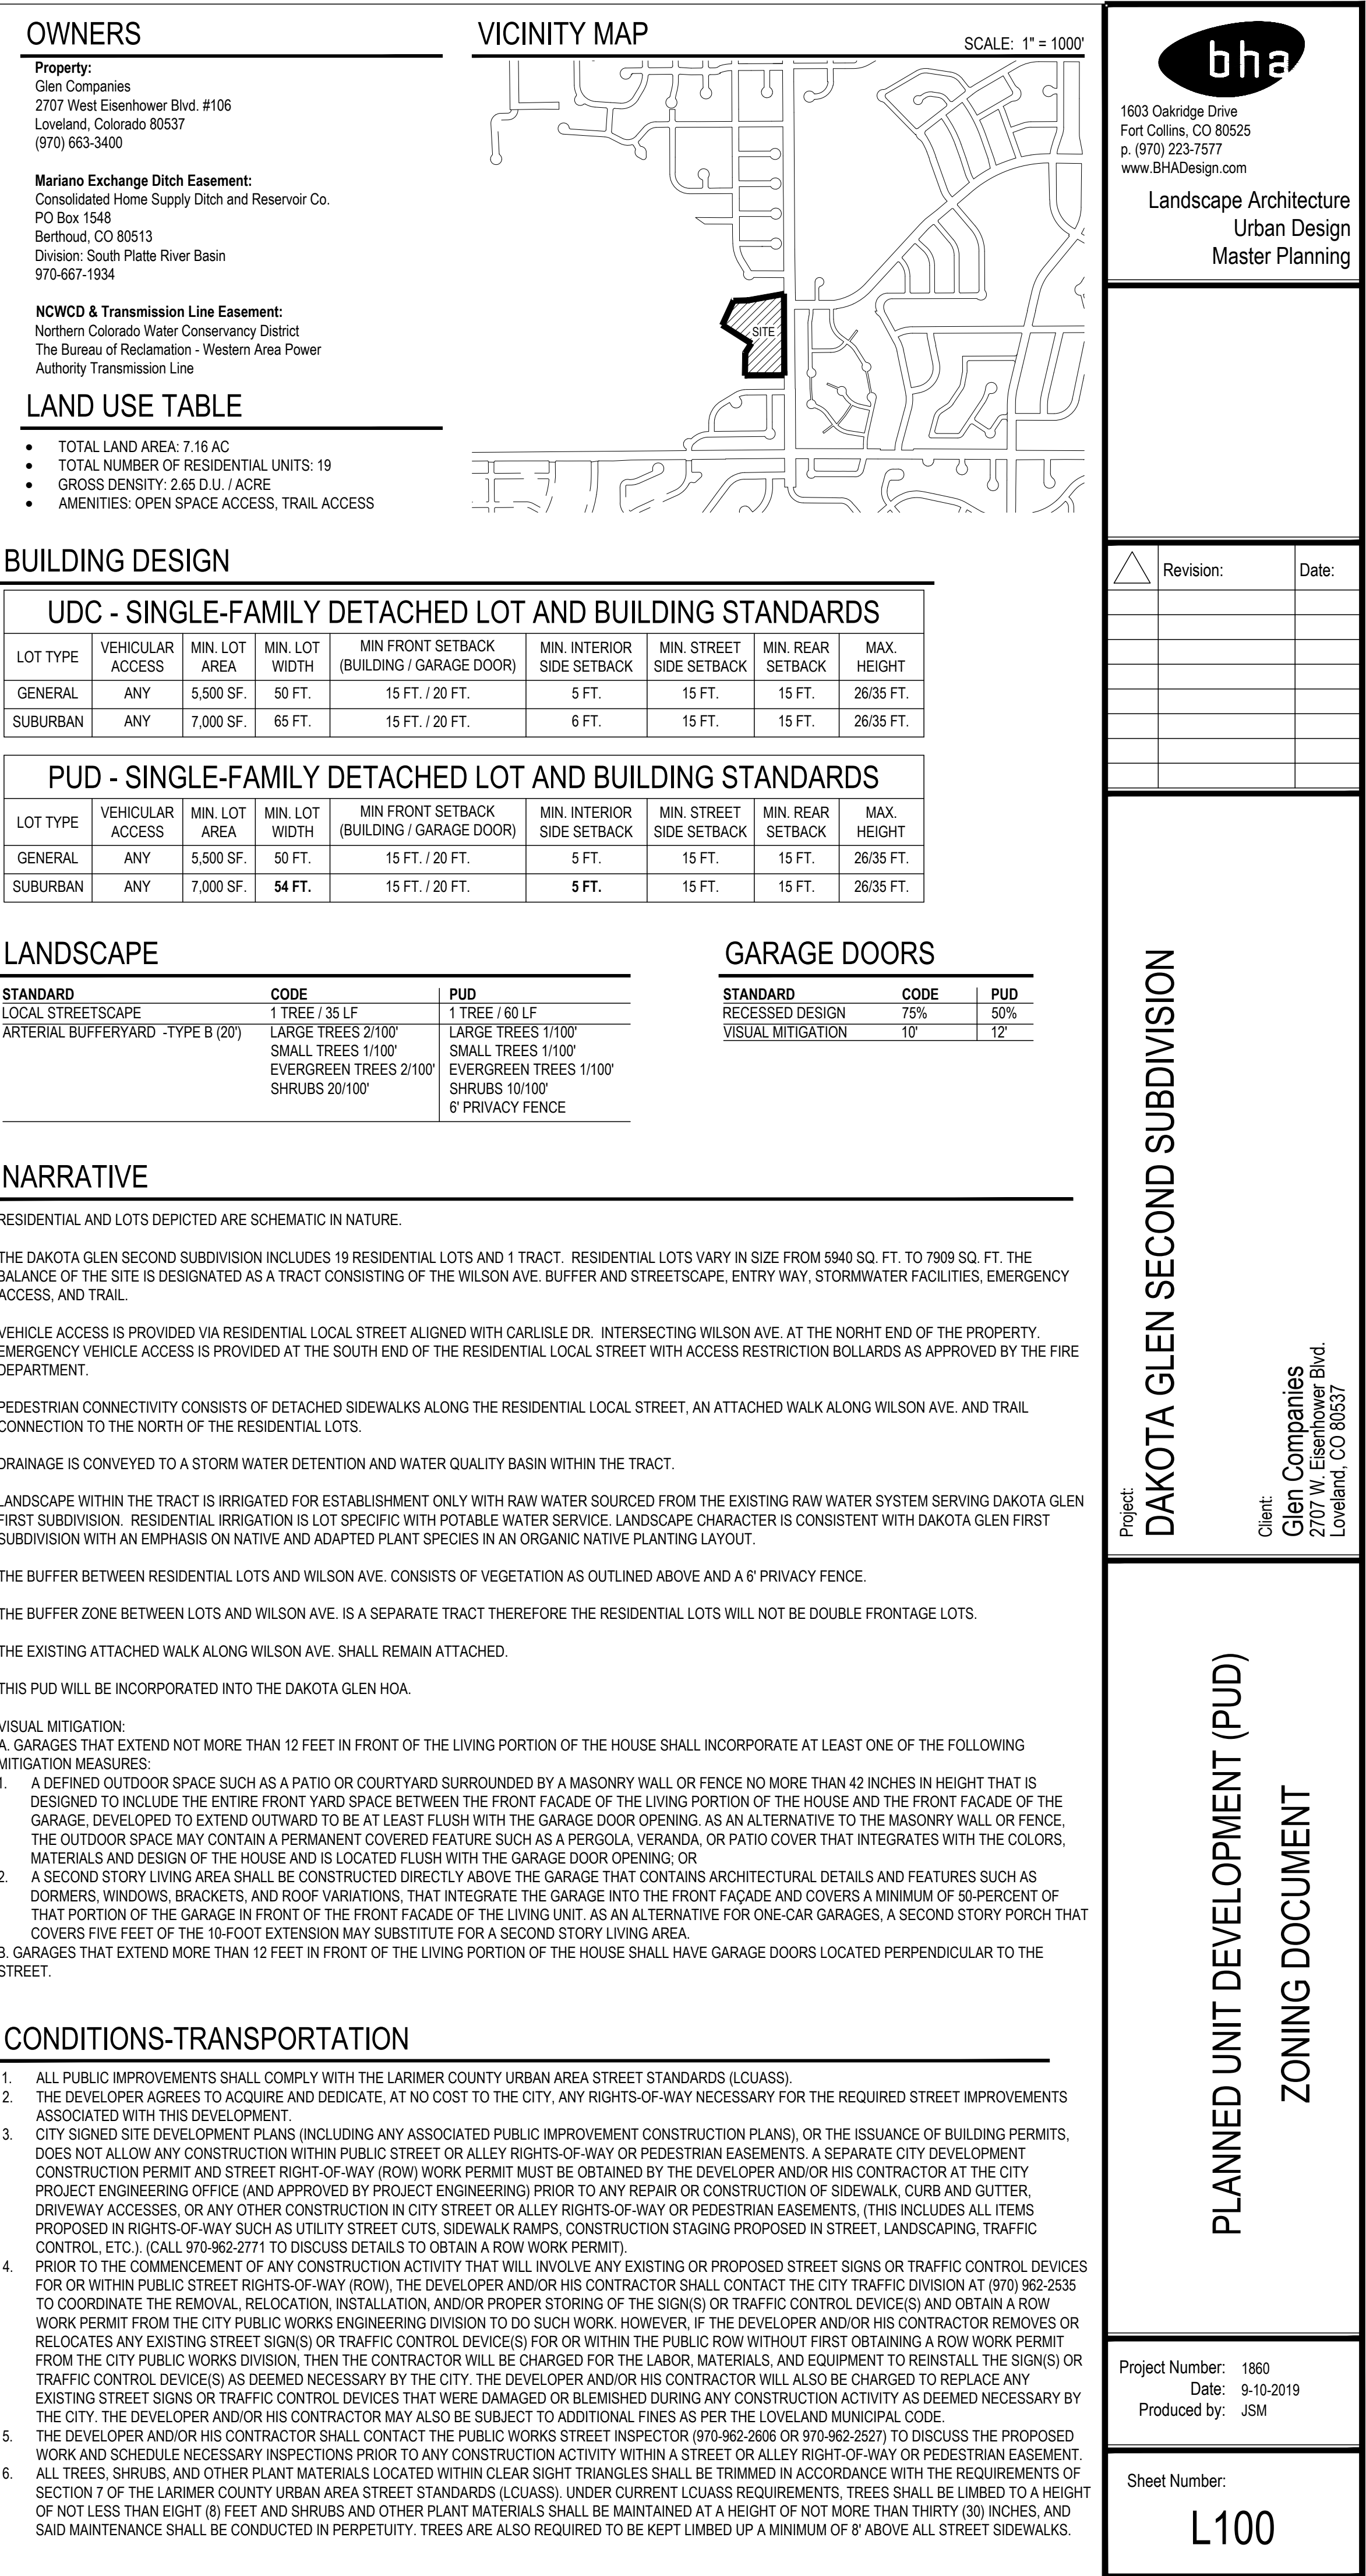 OWNERS
Property:
Glen Companies
2707 West Eisenhower Blvd. #106
Loveland, Colorado 80537
(970) 663-3400
Mariano Exchange Ditch Easement:
Consolidated Home Supply Ditch and Reservoir Co.
PO Box 1548
Berthoud, CO 80513
Division: South Platte River Basin
970-667-1934
NCWCD & Transmission Line Easement:
Northern Colorado Water Conservancy District
The Bureau of Reclamation - Western Area Power
Authority Transmission Line
LAND USE TABLE
• TOTAL LAND AREA: 7.16 AC
• TOTAL NUMBER OF RESIDENTIAL UNITS: 19
• GROSS DENSITY: 2.65 D.U. / ACRE
• AMENITIES: OPEN SPACE ACCESS, TRAIL ACCESS
VICINITY MAP
SCALE: 1" = 1000'
SITE
BUILDING DESIGN
UDC - SINGLE-FAMILY DETACHED LOT AND BUILDING STANDARDS
LOT TYPE VEHICULAR ACCESS MIN. LOT AREA MIN. LOT WIDTH MIN FRONT SETBACK (BUILDING / GARAGE DOOR) MIN. INTERIOR SIDE SETBACK MIN. STREET SIDE SETBACK MIN. REAR SETBACK MAX. HEIGHT
GENERAL ANY 5,500 SF. 50 FT. 15 FT. / 20 FT. 5 FT. 15 FT. 15 FT. 26/35 FT.
SUBURBAN ANY 7,000 SF. 65 FT. 15 FT. / 20 FT. 6 FT. 15 FT. 15 FT. 26/35 FT.
PUD - SINGLE-FAMILY DETACHED LOT AND BUILDING STANDARDS
LOT TYPE VEHICULAR ACCESS MIN. LOT AREA MIN. LOT WIDTH MIN FRONT SETBACK (BUILDING / GARAGE DOOR) MIN. INTERIOR SIDE SETBACK MIN. STREET SIDE SETBACK MIN. REAR SETBACK MAX. HEIGHT
GENERAL ANY 5,500 SF. 50 FT. 15 FT. / 20 FT. 5 FT. 15 FT. 15 FT. 26/35 FT.
SUBURBAN ANY 7,000 SF. 54 FT. 15 FT. / 20 FT. 5 FT. 15 FT. 15 FT. 26/35 FT.
LANDSCAPE
STANDARD CODE PUD
LOCAL STREETSCAPE 1 TREE / 35 LF 1 TREE / 60 LF
ARTERIAL BUFFERYARD -TYPE B (20') LARGE TREES 2/100' LARGE TREES 1/100'
SMALL TREES 1/100' SMALL TREES 1/100'
EVERGREEN TREES 2/100' EVERGREEN TREES 1/100'
SHRUBS 20/100' SHRUBS 10/100'
6' PRIVACY FENCE
GARAGE DOORS
STANDARD CODE PUD
RECESSED DESIGN 75% 50%
VISUAL MITIGATION 10' 12'
NARRATIVE
RESIDENTIAL AND LOTS DEPICTED ARE SCHEMATIC IN NATURE.
THE DAKOTA GLEN SECOND SUBDIVISION INCLUDES 19 RESIDENTIAL LOTS AND 1 TRACT. RESIDENTIAL LOTS VARY IN SIZE FROM 5940 SQ. FT. TO 7909 SQ. FT. THE
BALANCE OF THE SITE IS DESIGNATED AS A TRACT CONSISTING OF THE WILSON AVE. BUFFER AND STREETSCAPE, ENTRY WAY, STORMWATER FACILITIES, EMERGENCY
ACCESS, AND TRAIL.
VEHICLE ACCESS IS PROVIDED VIA RESIDENTIAL LOCAL STREET ALIGNED WITH CARLISLE DR. INTERSECTING WILSON AVE. AT THE NORHT END OF THE PROPERTY.
EMERGENCY VEHICLE ACCESS IS PROVIDED AT THE SOUTH END OF THE RESIDENTIAL LOCAL STREET WITH ACCESS RESTRICTION BOLLARDS AS APPROVED BY THE FIRE
DEPARTMENT.
PEDESTRIAN CONNECTIVITY CONSISTS OF DETACHED SIDEWALKS ALONG THE RESIDENTIAL LOCAL STREET, AN ATTACHED WALK ALONG WILSON AVE. AND TRAIL
CONNECTION TO THE NORTH OF THE RESIDENTIAL LOTS.
DRAINAGE IS CONVEYED TO A STORM WATER DETENTION AND WATER QUALITY BASIN WITHIN THE TRACT.
LANDSCAPE WITHIN THE TRACT IS IRRIGATED FOR ESTABLISHMENT ONLY WITH RAW WATER SOURCED FROM THE EXISTING RAW WATER SYSTEM SERVING DAKOTA GLEN
FIRST SUBDIVISION. RESIDENTIAL IRRIGATION IS LOT SPECIFIC WITH POTABLE WATER SERVICE. LANDSCAPE CHARACTER IS CONSISTENT WITH DAKOTA GLEN FIRST
SUBDIVISION WITH AN EMPHASIS ON NATIVE AND ADAPTED PLANT SPECIES IN AN ORGANIC NATIVE PLANTING LAYOUT.
THE BUFFER BETWEEN RESIDENTIAL LOTS AND WILSON AVE. CONSISTS OF VEGETATION AS OUTLINED ABOVE AND A 6' PRIVACY FENCE.
THE BUFFER ZONE BETWEEN LOTS AND WILSON AVE. IS A SEPARATE TRACT THEREFORE THE RESIDENTIAL LOTS WILL NOT BE DOUBLE FRONTAGE LOTS.
THE EXISTING ATTACHED WALK ALONG WILSON AVE. SHALL REMAIN ATTACHED.
THIS PUD WILL BE INCORPORATED INTO THE DAKOTA GLEN HOA.
VISUAL MITIGATION:
A. GARAGES THAT EXTEND NOT MORE THAN 12 FEET IN FRONT OF THE LIVING PORTION OF THE HOUSE SHALL INCORPORATE AT LEAST ONE OF THE FOLLOWING
MITIGATION MEASURES:
1. A DEFINED OUTDOOR SPACE SUCH AS A PATIO OR COURTYARD SURROUNDED BY A MASONRY WALL OR FENCE NO MORE THAN 42 INCHES IN HEIGHT THAT IS
DESIGNED TO INCLUDE THE ENTIRE FRONT YARD SPACE BETWEEN THE FRONT FACADE OF THE LIVING PORTION OF THE HOUSE AND THE FRONT FACADE OF THE
GARAGE, DEVELOPED TO EXTEND OUTWARD TO BE AT LEAST FLUSH WITH THE GARAGE DOOR OPENING. AS AN ALTERNATIVE TO THE MASONRY WALL OR FENCE,
THE OUTDOOR SPACE MAY CONTAIN A PERMANENT COVERED FEATURE SUCH AS A PERGOLA, VERANDA, OR PATIO COVER THAT INTEGRATES WITH THE COLORS,
MATERIALS AND DESIGN OF THE HOUSE AND IS LOCATED FLUSH WITH THE GARAGE DOOR OPENING; OR
2. A SECOND STORY LIVING AREA SHALL BE CONSTRUCTED DIRECTLY ABOVE THE GARAGE THAT CONTAINS ARCHITECTURAL DETAILS AND FEATURES SUCH AS
DORMERS, WINDOWS, BRACKETS, AND ROOF VARIATIONS, THAT INTEGRATE THE GARAGE INTO THE FRONT FAÇADE AND COVERS A MINIMUM OF 50-PERCENT OF
THAT PORTION OF THE GARAGE IN FRONT OF THE FRONT FACADE OF THE LIVING UNIT. AS AN ALTERNATIVE FOR ONE-CAR GARAGES, A SECOND STORY PORCH THAT
COVERS FIVE FEET OF THE 10-FOOT EXTENSION MAY SUBSTITUTE FOR A SECOND STORY LIVING AREA.
B. GARAGES THAT EXTEND MORE THAN 12 FEET IN FRONT OF THE LIVING PORTION OF THE HOUSE SHALL HAVE GARAGE DOORS LOCATED PERPENDICULAR TO THE
STREET.
CONDITIONS-TRANSPORTATION
1. ALL PUBLIC IMPROVEMENTS SHALL COMPLY WITH THE LARIMER COUNTY URBAN AREA STREET STANDARDS (LCUASS).
2. THE DEVELOPER AGREES TO ACQUIRE AND DEDICATE, AT NO COST TO THE CITY, ANY RIGHTS-OF-WAY NECESSARY FOR THE REQUIRED STREET IMPROVEMENTS
ASSOCIATED WITH THIS DEVELOPMENT.
3. CITY SIGNED SITE DEVELOPMENT PLANS (INCLUDING ANY ASSOCIATED PUBLIC IMPROVEMENT CONSTRUCTION PLANS), OR THE ISSUANCE OF BUILDING PERMITS,
DOES NOT ALLOW ANY CONSTRUCTION WITHIN PUBLIC STREET OR ALLEY RIGHTS-OF-WAY OR PEDESTRIAN EASEMENTS. A SEPARATE CITY DEVELOPMENT
CONSTRUCTION PERMIT AND STREET RIGHT-OF-WAY (ROW) WORK PERMIT MUST BE OBTAINED BY THE DEVELOPER AND/OR HIS CONTRACTOR AT THE CITY
PROJECT ENGINEERING OFFICE (AND APPROVED BY PROJECT ENGINEERING) PRIOR TO ANY REPAIR OR CONSTRUCTION OF SIDEWALK, CURB AND GUTTER,
DRIVEWAY ACCESSES, OR ANY OTHER CONSTRUCTION IN CITY STREET OR ALLEY RIGHTS-OF-WAY OR PEDESTRIAN EASEMENTS, (THIS INCLUDES ALL ITEMS
PROPOSED IN RIGHTS-OF-WAY SUCH AS UTILITY STREET CUTS, SIDEWALK RAMPS, CONSTRUCTION STAGING PROPOSED IN STREET, LANDSCAPING, TRAFFIC
CONTROL, ETC.). (CALL 970-962-2771 TO DISCUSS DETAILS TO OBTAIN A ROW WORK PERMIT).
4. PRIOR TO THE COMMENCEMENT OF ANY CONSTRUCTION ACTIVITY THAT WILL INVOLVE ANY EXISTING OR PROPOSED STREET SIGNS OR TRAFFIC CONTROL DEVICES
FOR OR WITHIN PUBLIC STREET RIGHTS-OF-WAY (ROW), THE DEVELOPER AND/OR HIS CONTRACTOR SHALL CONTACT THE CITY TRAFFIC DIVISION AT (970) 962-2535
TO COORDINATE THE REMOVAL, RELOCATION, INSTALLATION, AND/OR PROPER STORING OF THE SIGN(S) OR TRAFFIC CONTROL DEVICE(S) AND OBTAIN A ROW
WORK PERMIT FROM THE CITY PUBLIC WORKS ENGINEERING DIVISION TO DO SUCH WORK. HOWEVER, IF THE DEVELOPER AND/OR HIS CONTRACTOR REMOVES OR
RELOCATES ANY EXISTING STREET SIGN(S) OR TRAFFIC CONTROL DEVICE(S) FOR OR WITHIN THE PUBLIC ROW WITHOUT FIRST OBTAINING A ROW WORK PERMIT
FROM THE CITY PUBLIC WORKS DIVISION, THEN THE CONTRACTOR WILL BE CHARGED FOR THE LABOR, MATERIALS, AND EQUIPMENT TO REINSTALL THE SIGN(S) OR
TRAFFIC CONTROL DEVICE(S) AS DEEMED NECESSARY BY THE CITY. THE DEVELOPER AND/OR HIS CONTRACTOR WILL ALSO BE CHARGED TO REPLACE ANY
EXISTING STREET SIGNS OR TRAFFIC CONTROL DEVICES THAT WERE DAMAGED OR BLEMISHED DURING ANY CONSTRUCTION ACTIVITY AS DEEMED NECESSARY BY
THE CITY. THE DEVELOPER AND/OR HIS CONTRACTOR MAY ALSO BE SUBJECT TO ADDITIONAL FINES AS PER THE LOVELAND MUNICIPAL CODE.
5. THE DEVELOPER AND/OR HIS CONTRACTOR SHALL CONTACT THE PUBLIC WORKS STREET INSPECTOR (970-962-2606 OR 970-962-2527) TO DISCUSS THE PROPOSED
WORK AND SCHEDULE NECESSARY INSPECTIONS PRIOR TO ANY CONSTRUCTION ACTIVITY WITHIN A STREET OR ALLEY RIGHT-OF-WAY OR PEDESTRIAN EASEMENT.
6. ALL TREES, SHRUBS, AND OTHER PLANT MATERIALS LOCATED WITHIN CLEAR SIGHT TRIANGLES SHALL BE TRIMMED IN ACCORDANCE WITH THE REQUIREMENTS OF
SECTION 7 OF THE LARIMER COUNTY URBAN AREA STREET STANDARDS (LCUASS). UNDER CURRENT LCUASS REQUIREMENTS, TREES SHALL BE LIMBED TO A HEIGHT
OF NOT LESS THAN EIGHT (8) FEET AND SHRUBS AND OTHER PLANT MATERIALS SHALL BE MAINTAINED AT A HEIGHT OF NOT MORE THAN THIRTY (30) INCHES, AND
SAID MAINTENANCE SHALL BE CONDUCTED IN PERPETUITY. TREES ARE ALSO REQUIRED TO BE KEPT LIMBED UP A MINIMUM OF 8' ABOVE ALL STREET SIDEWALKS.
bha
1603 Oakridge Drive
Fort Collins, CO 80525
p. (970) 223-7577
www.BHADesign.com
Landscape Architecture
Urban Design
Master Planning
Revision: Date:
Project:
DAKOTA GLEN SECOND SUBDIVISION
Client:
Glen Companies
2707 W. Eisenhower Blvd.
Loveland, CO 80537
PLANNED UNIT DEVELOPMENT (PUD)
ZONING DOCUMENT
Project Number: 1860
Date: 9-10-2019
Produced by: JSM
Sheet Number:
L100